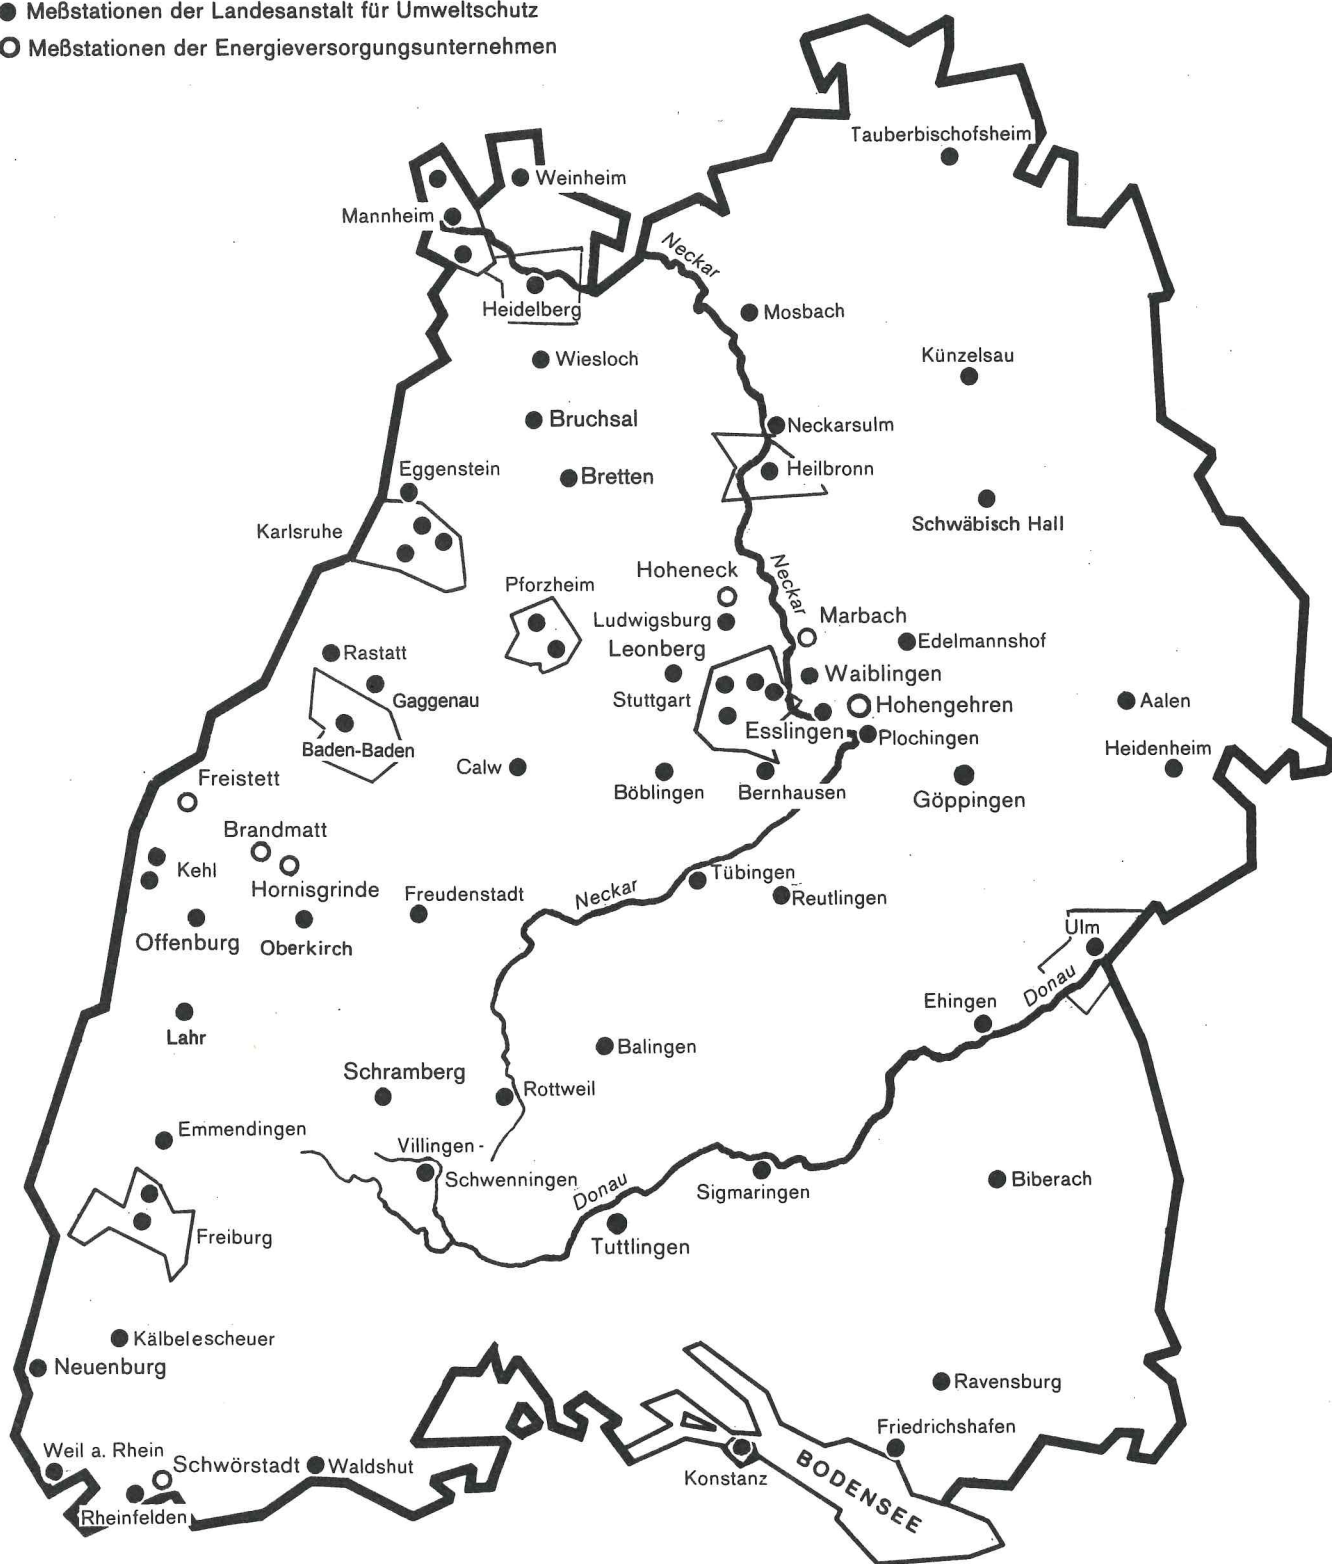 Meßstationen der Landesanstalt für Umweltschutz
Meßstationen der Energieversorgungsunternehmen
Tauberbischofsheim
Weinheim
Mannheim
Neckar
Heidelberg
Mosbach
Wiesloch
Künzelsau
Bruchsal
Neckarsulm
Eggenstein
Bretten
Heilbronn
Karlsruhe
Schwäbisch Hall
Hoheneck
Neckar
Pforzheim
Ludwigsburg
Marbach
Leonberg
Edelmannshof
Rastatt
Waiblingen
Gaggenau
Stuttgart
Hohengehren
Aalen
Esslingen
Plochingen
Baden-Baden
Heidenheim
Calw
Freistett
Böblingen
Bernhausen
Göppingen
Brandmatt
Kehl
Tübingen
Hornisgrinde
Freudenstadt
Neckar
Reutlingen
Offenburg
Oberkirch
Ulm
Donau
Ehingen
Lahr
Balingen
Schramberg
Rottweil
Emmendingen
Villingen-
Schwenningen
Donau
Sigmaringen
Biberach
Freiburg
Tuttlingen
Kälbelescheuer
Neuenburg
Ravensburg
Friedrichshafen
Weil a. Rhein
Schwörstadt
Waldshut
Konstanz
BODENSEE
Rheinfelden